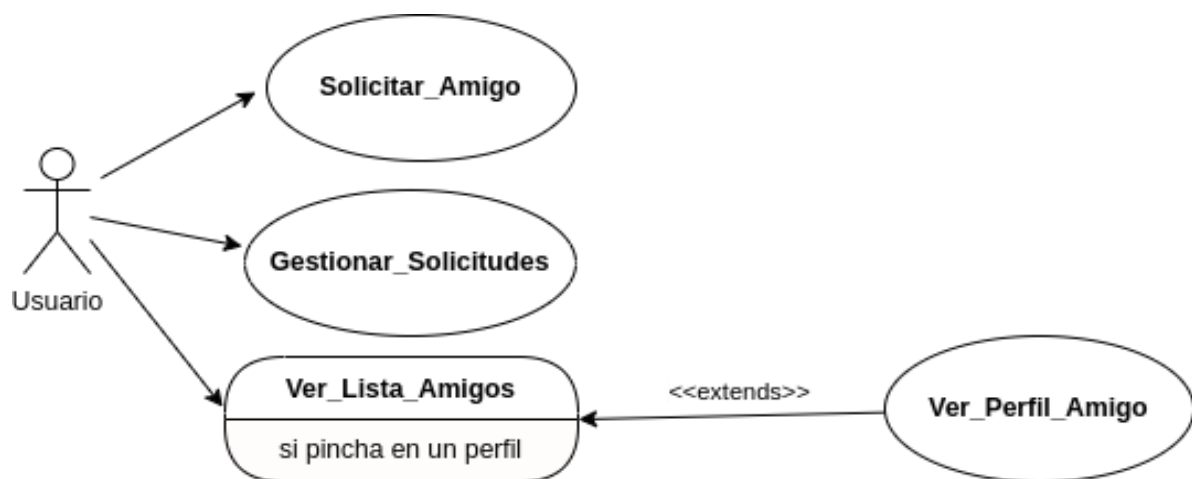 Solicitar_Amigo
Gestionar_Solicitudes
Usuario
Ver_Lista_Amigos
si pincha en un perfil
<<extends>>
Ver_Perfil_Amigo